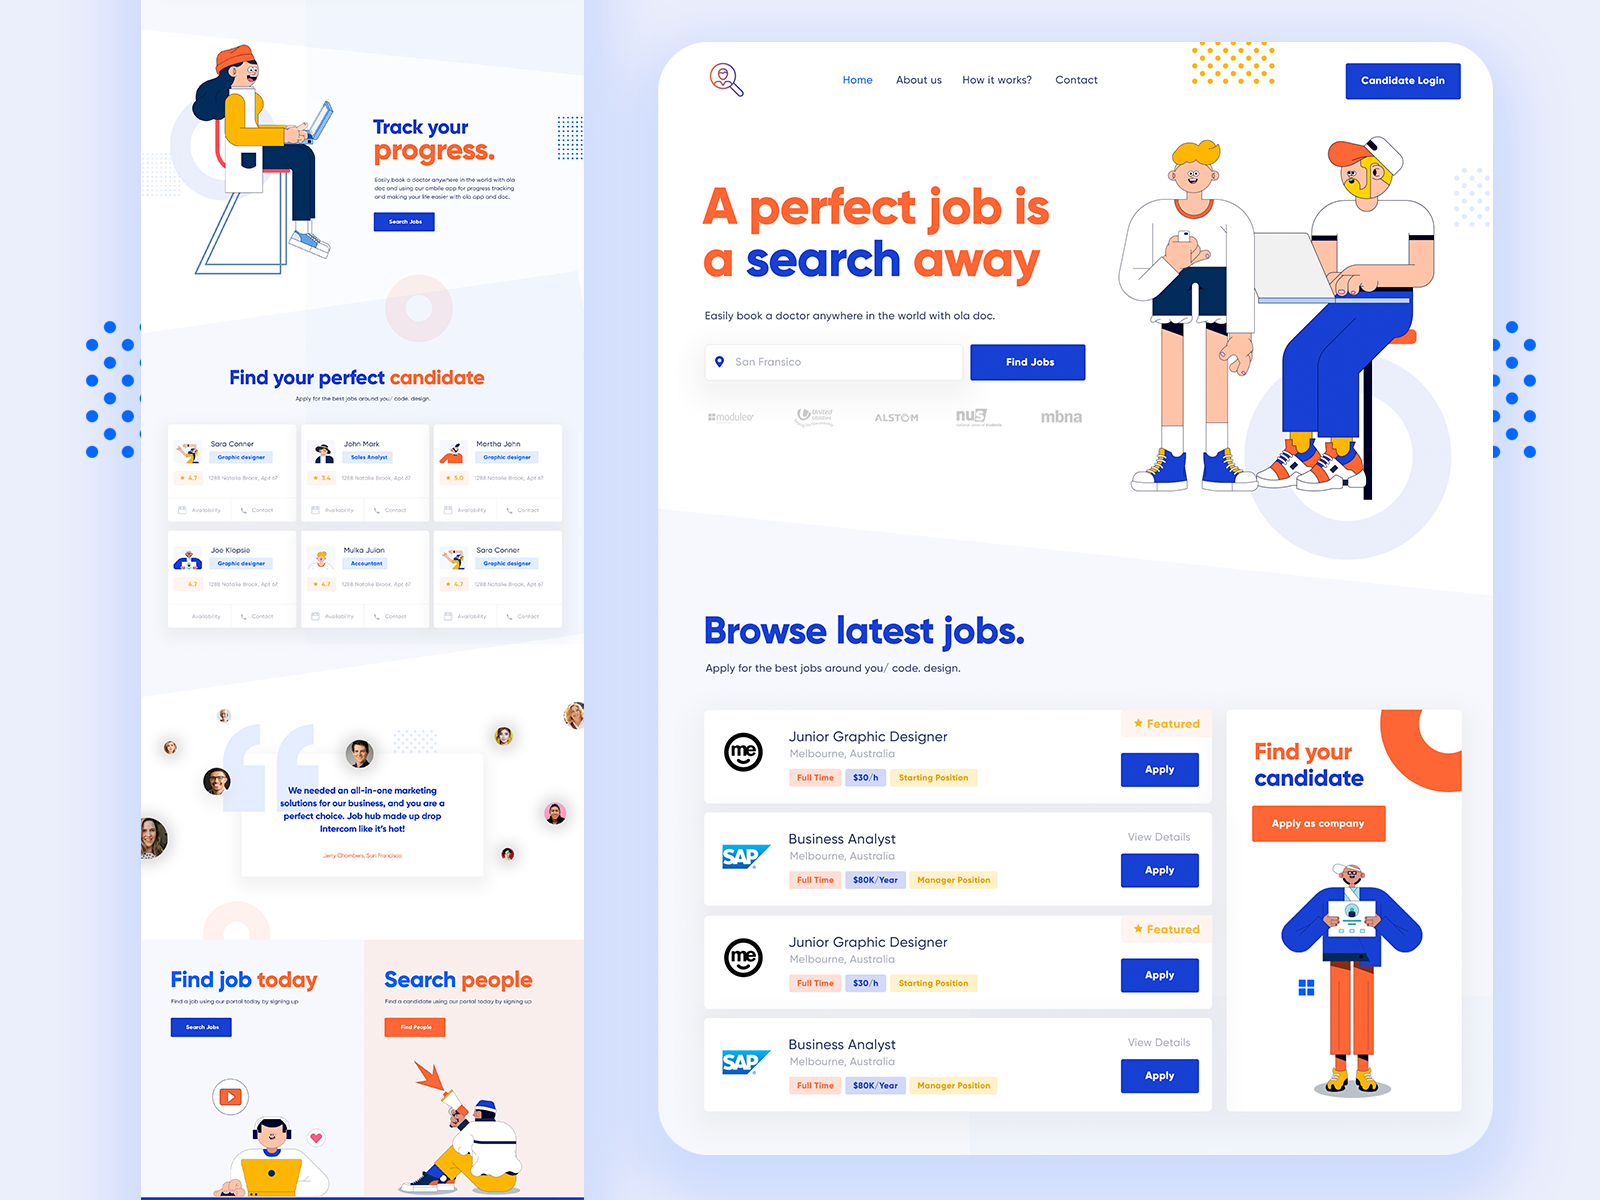 Track your
progress.
Easily book a doctor anywhere in the world with ola
doc and using our ombile app for progress tracking
and making your life easier with ola app and doc.
Search Jobs
Find your perfect candidate
Apply for the best jobs around you/ code. design.
Sara Conner
Graphic designer
4.7
1288 Natalie Brook, Apt 67
Availability
Contact
John Mark
Sales Analyst
3.4
1288 Natalie Brook, Apt 67
Availability
Contact
Martha John
Graphic designer
5.0
1288 Natalie Brook, Apt 67
Availability
Contact
Joe Klopsie
Graphic designer
4.7
1288 Natalie Brook, Apt 67
Availability
Contact
Mulka Juian
Accountant
4.7
1288 Natalie Brook, Apt 67
Availability
Contact
Sara Conner
Graphic designer
4.7
1288 Natalie Brook, Apt 67
Availability
Contact
We needed an all-in-one marketing
solutions for our business, and you are a
perfect choice. Job hub made up drop
Intercom like it's hot!
Jerry Chambers, San Francisco
Find job today
Find a job using our portal today by signing up
Search Jobs
Search people
Find a candidate using our portal today by signing up
Find People
Home
About us
How it works?
Contact
Candidate Login
A perfect job is
a search away
Easily book a doctor anywhere in the world with ola doc.
San Fransico
Find Jobs
moduleo
United
Utilities
ALSTOM
nus
mbna
Browse latest jobs.
Apply for the best jobs around you/ code. design.
me
Junior Graphic Designer
Melbourne, Australia
Full Time
$30/h
Starting Position
Featured
Apply
SAP
Business Analyst
Melbourne, Australia
Full Time
$80K/Year
Manager Position
View Details
Apply
me
Junior Graphic Designer
Melbourne, Australia
Full Time
$30/h
Starting Position
Featured
Apply
SAP
Business Analyst
Melbourne, Australia
Full Time
$80K/Year
Manager Position
View Details
Apply
Find your
candidate
Apply as company